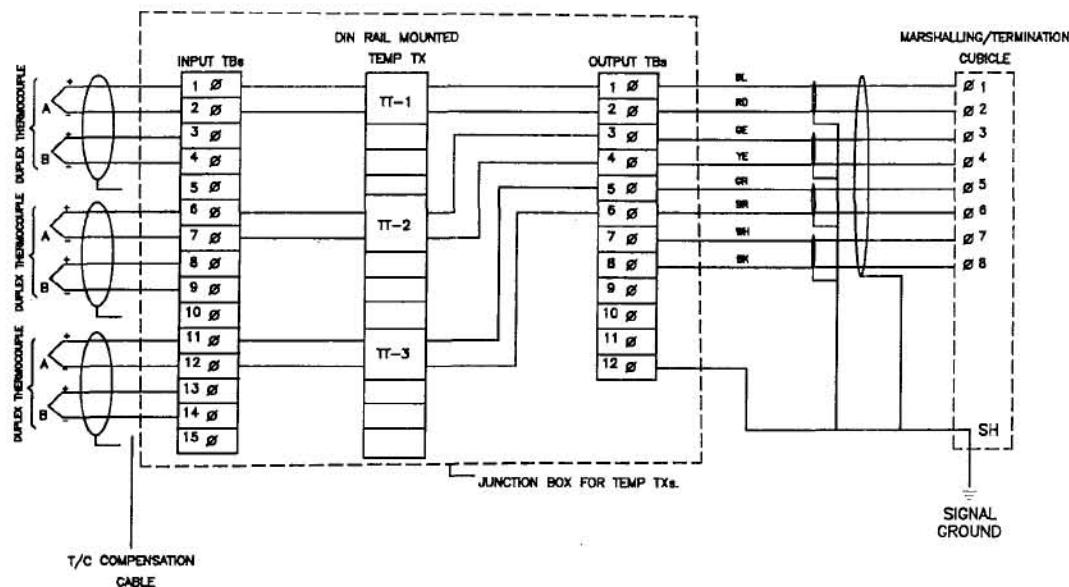 DIN RAIL MOUNTED
TEMP TX
INPUT TBs
OUTPUT TBs
MARSHALLING/TERMINATION
CUBICLE
DUPLEX THERMOCOUPLE
A
B
+
-
+
-
DUPLEX THERMOCOUPLE
A
B
+
-
+
-
DUPLEX THERMOCOUPLE
A
B
+
-
+
-
1
2
3
4
5
6
7
8
9
10
11
12
13
14
15
TT-1
TT-2
TT-3
1
2
3
4
5
6
7
8
9
10
11
12
BL
RD
YE
GR
BR
WH
BK
1
2
3
4
5
6
7
8
SH
JUNCTION BOX FOR TEMP TXs.
SIGNAL
GROUND
T/C COMPENSATION
CABLE